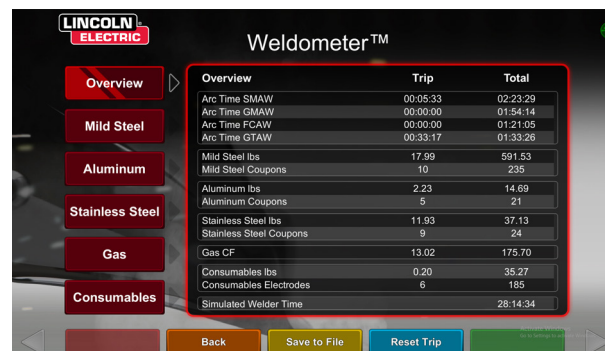 LINCOLN
ELECTRIC
Weldometer™
Overview
Mild Steel
Aluminum
Stainless Steel
Gas
Consumables
Overview Trip Total
Arc Time SMAW 00:05:33 02:23:29
Arc Time GMAW 00:00:00 01:54:14
Arc Time FCAW 00:00:00 01:21:05
Arc Time GTAW 00:33:17 01:33:26
Mild Steel lbs 17.99 591.53
Mild Steel Coupons 10 235
Aluminum lbs 2.23 14.69
Aluminum Coupons 5 21
Stainless Steel lbs 11.93 37.13
Stainless Steel Coupons 9 24
Gas CF 13.02 175.70
Consumables lbs 0.20 35.27
Consumables Electrodes 6 185
Simulated Welder Time 28:14:34
Back Save to File Reset Trip